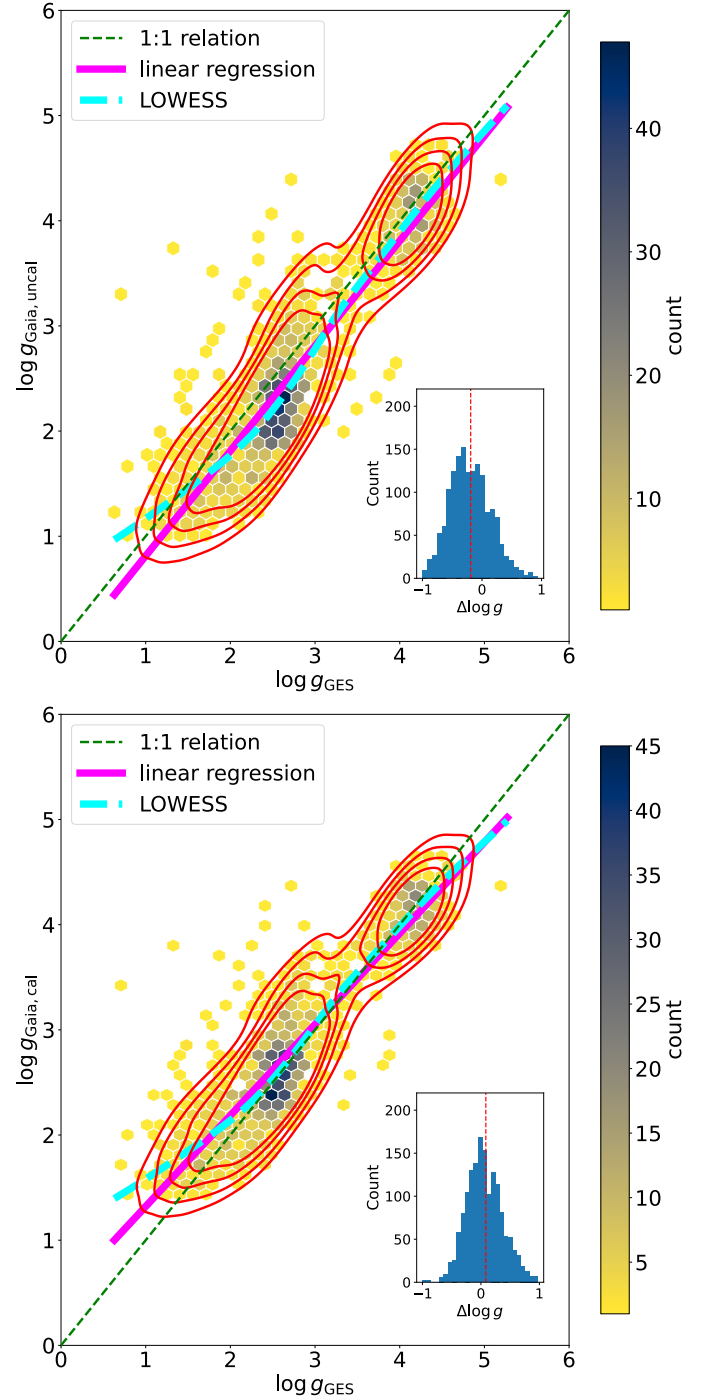 6
5
4
3
2
1
0
log g_Gaia, uncal
1:1 relation
linear regression
LOWESS
200
150
100
50
0
Count
−1 0 1
Δlog g
0 1 2 3 4 5 6
log g_GES
40
30
20
10
count
6
5
4
3
2
1
0
log g_Gaia, cal
1:1 relation
linear regression
LOWESS
200
150
100
50
0
Count
−1 0 1
Δlog g
0 1 2 3 4 5 6
log g_GES
45
40
35
30
25
20
15
10
5
count